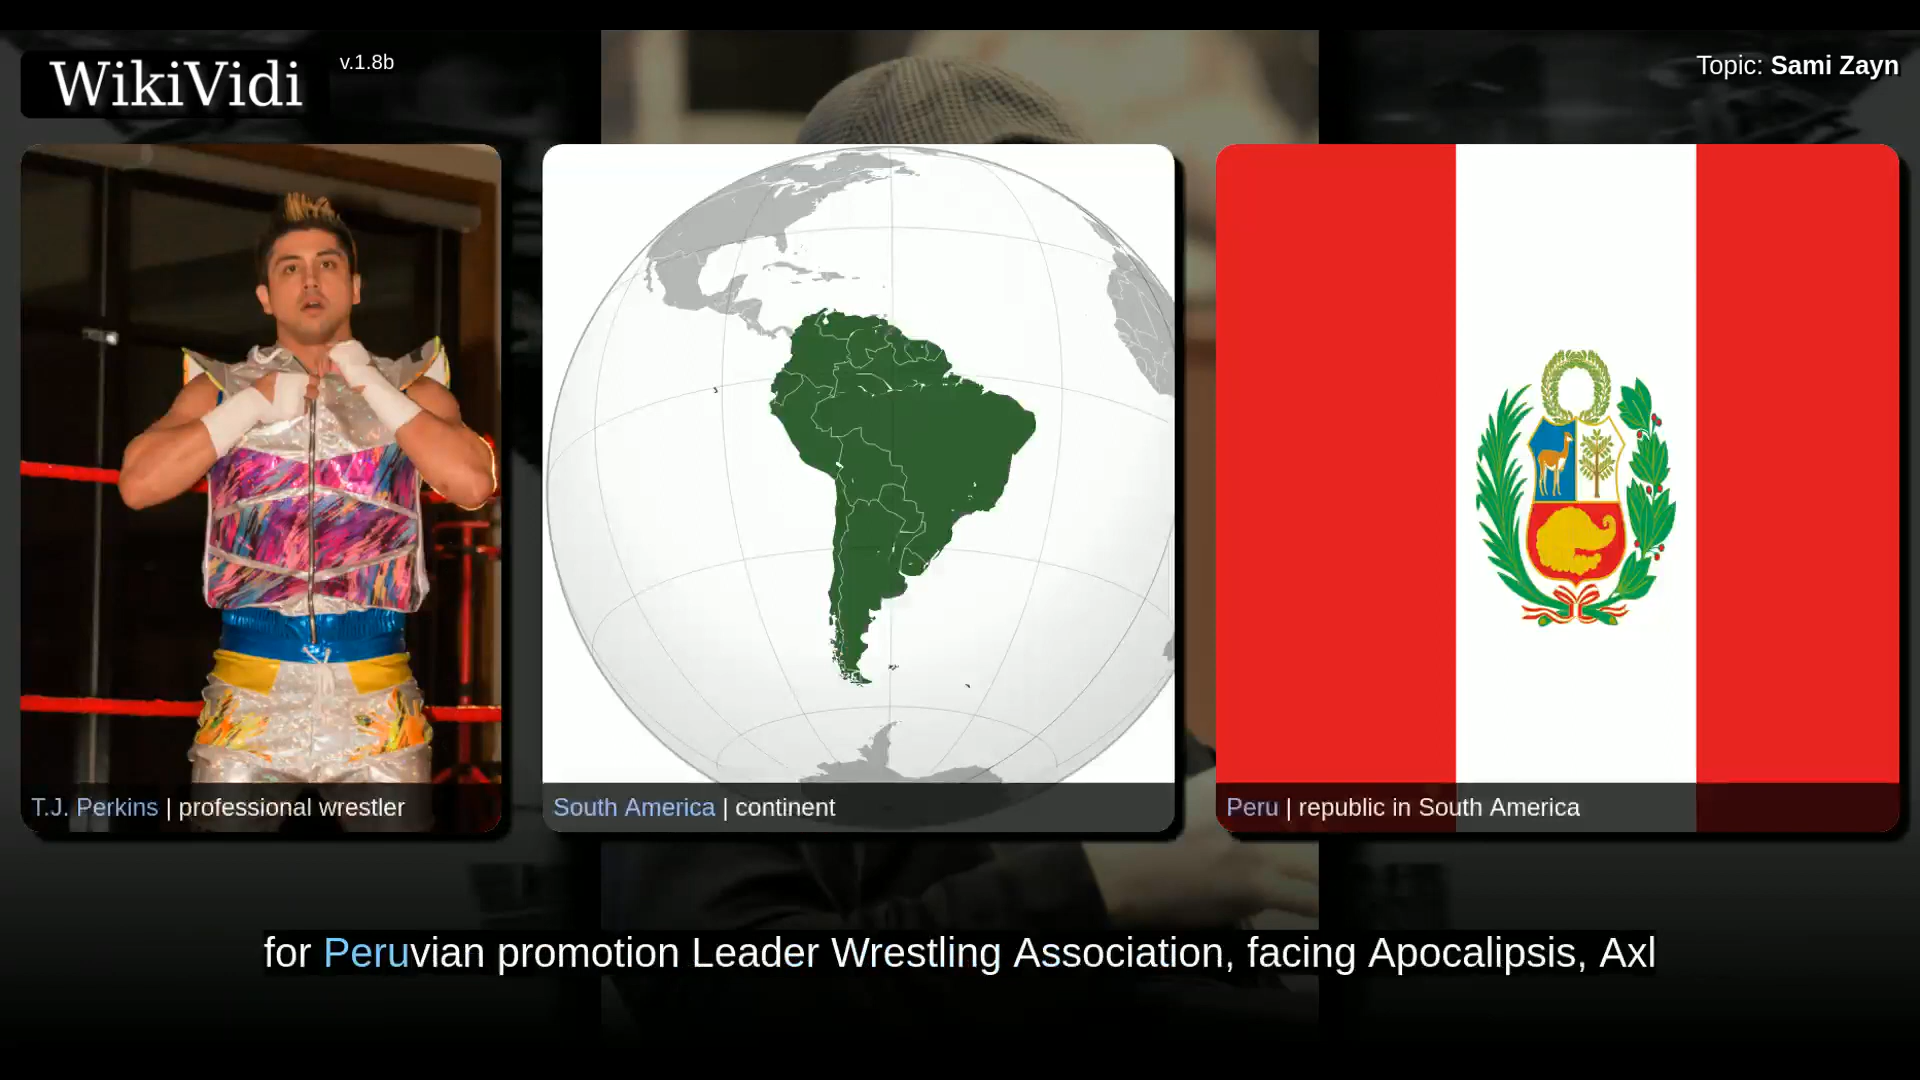 WikiVidi
v.1.8b
Topic: Sami Zayn
T.J. Perkins | professional wrestler
South America | continent
Peru | republic in South America
for Peruvian promotion Leader Wrestling Association, facing Apocalipsis, Axl